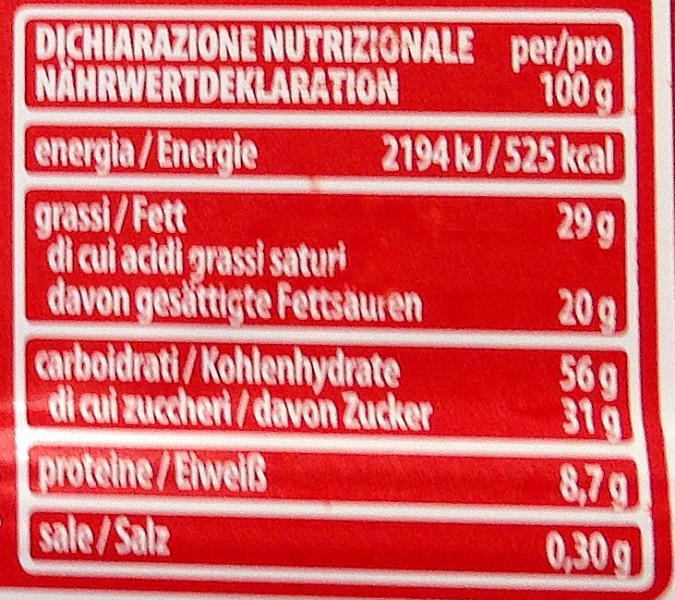 DICHIARAZIONE NUTRIZIONALE per/pro
NÄHRWERTDEKLARATION 100 g
energia / Energie 2194 kJ / 525 kcal
grassi / Fett 29 g
di cui acidi grassi saturi
davon gesättigte Fettsäuren 20 g
carboidrati / Kohlenhydrate 56 g
di cui zuccheri / davon Zucker 31 g
proteine / Eiweiß 8,7 g
sale / Salz 0,30 g